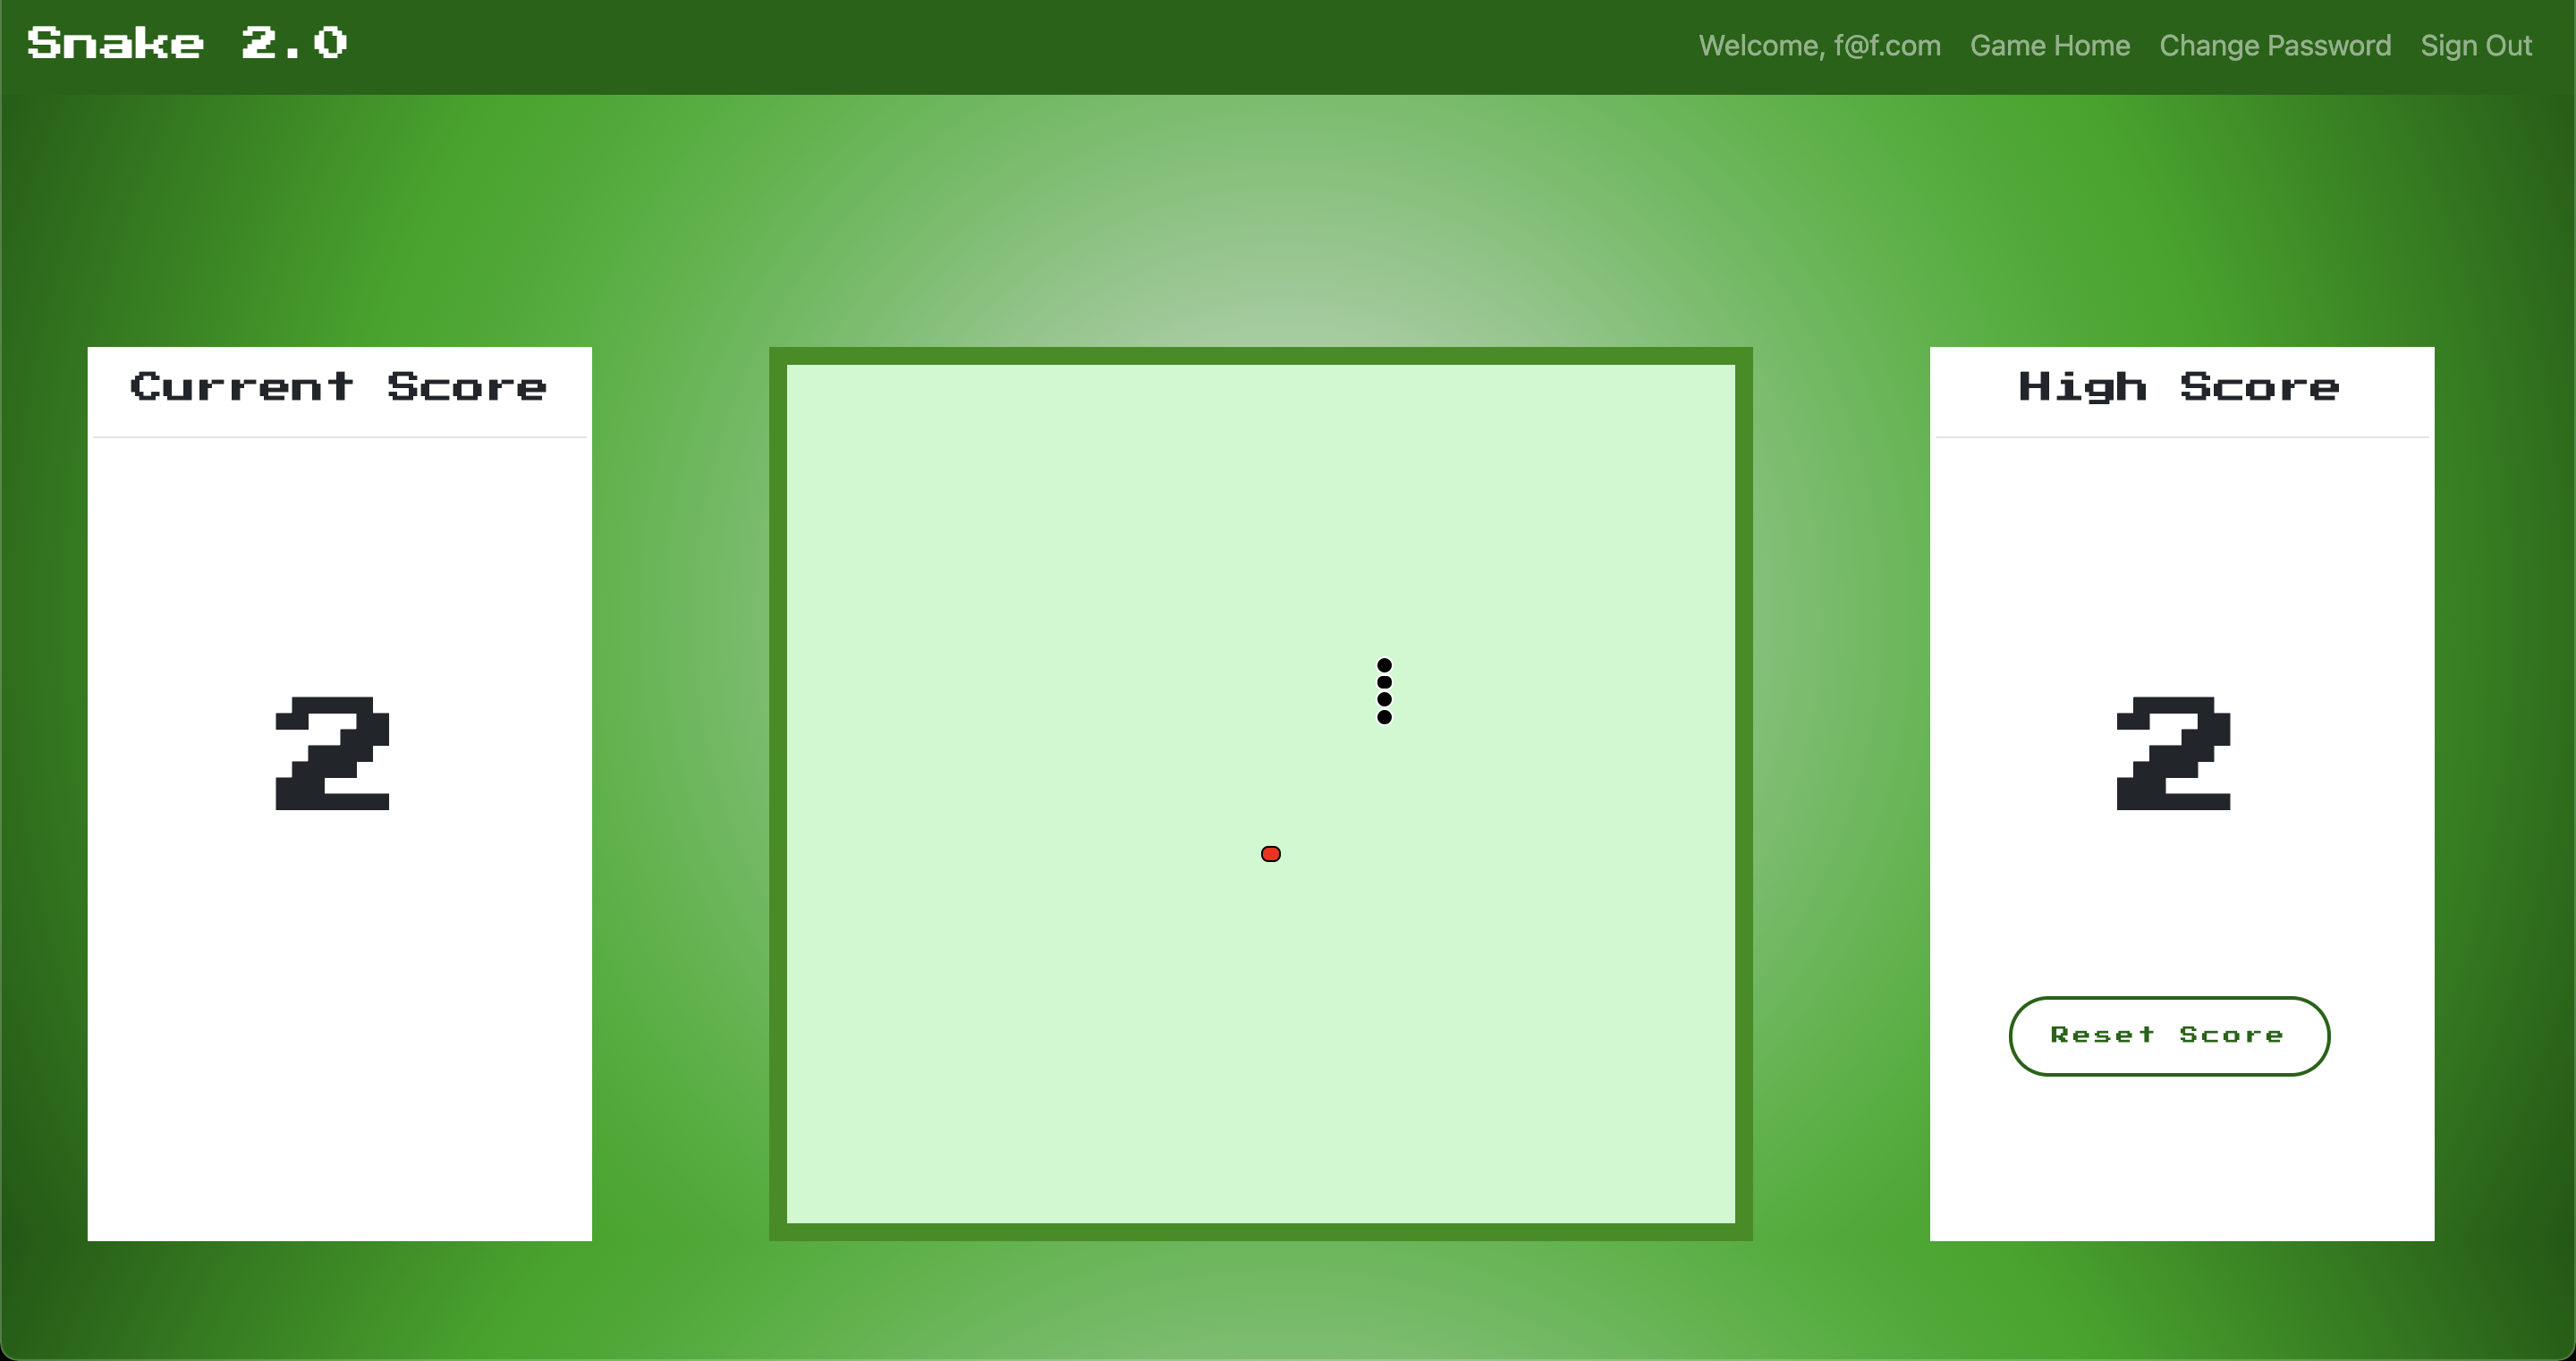 Snake 2.0
Welcome, f@f.com Game Home Change Password Sign Out
Current Score
2
High Score
2
Reset Score